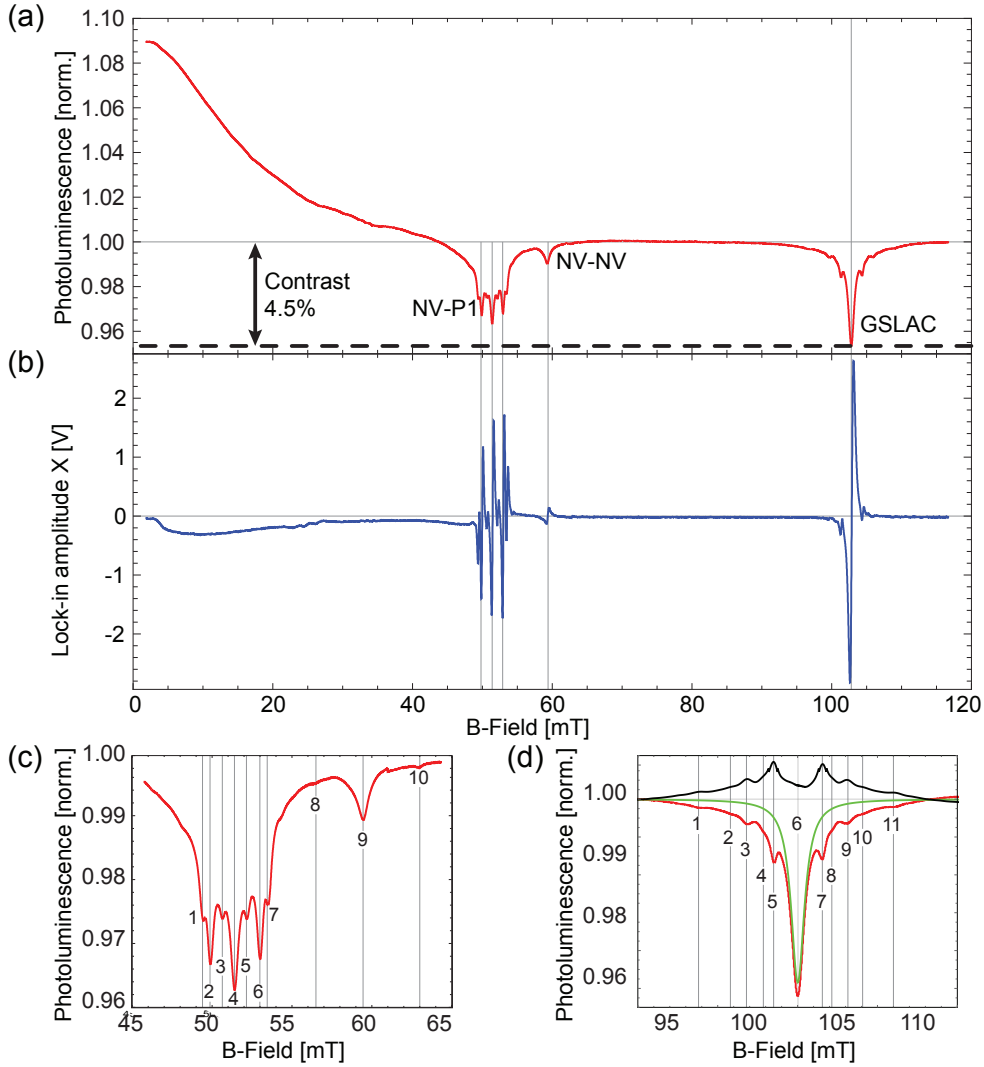 (a)
1.10
1.08
1.06
1.04
1.02
1.00
0.98
0.96
Photoluminescence [norm.]
Contrast
4.5%
NV-P1
NV-NV
GSLAC
(b)
2
1
0
-1
-2
Lock-in amplitude X [V]
0 20 40 60 80 100 120
B-Field [mT]
(c)
1.00
0.99
0.98
0.97
0.96
Photoluminescence [norm.]
1 2 3 4 5 6 7 8 9 10
45 50 55 60 65
B-Field [mT]
(d)
1.00
0.99
0.98
0.96
Photoluminescence [norm.]
1 2 3 4 5 6 7 8 9 10 11
95 100 105 110
B-Field [mT]